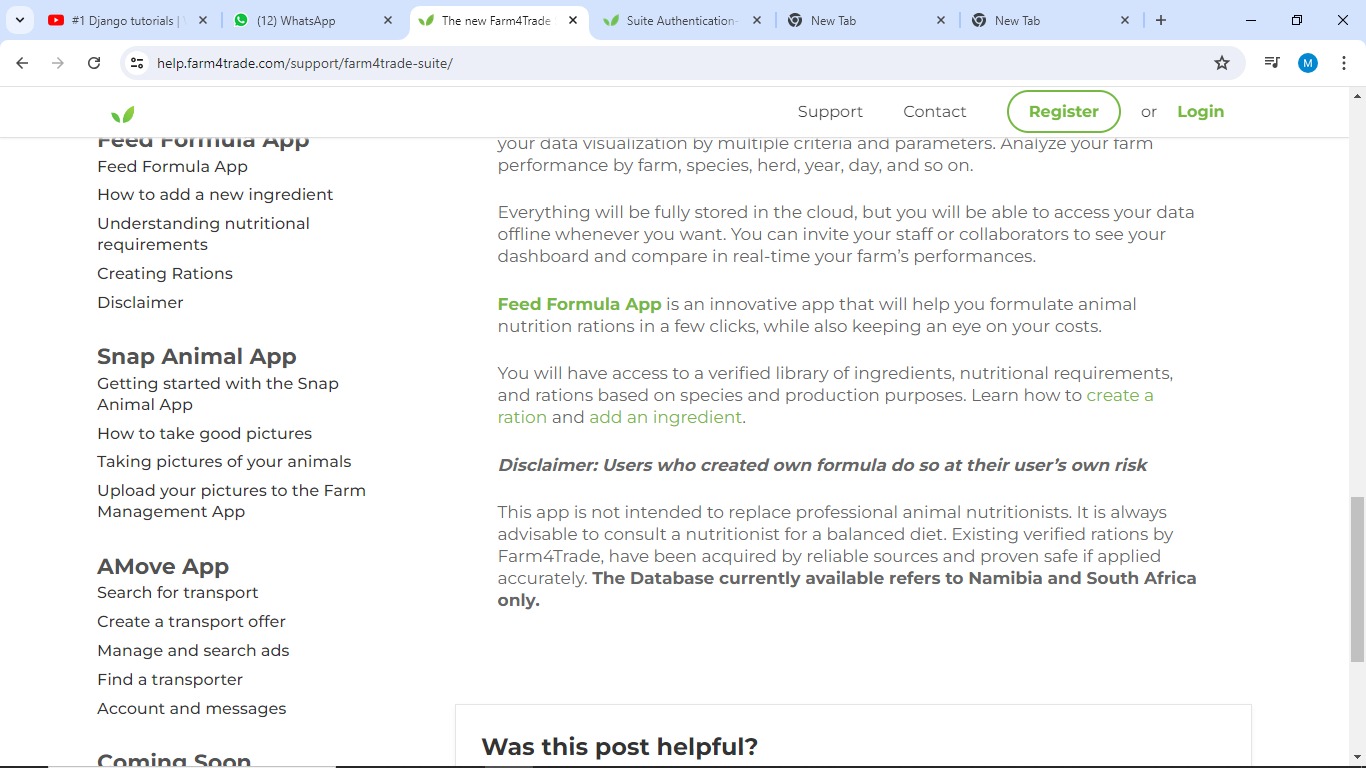 #1 Django tutorials |
(12) WhatsApp
The new Farm4Trade
Suite Authentication
New Tab
New Tab
help.farm4trade.com/support/farm4trade-suite/
M
Support
Contact
Register
or
Login
Feed Formula App
Feed Formula App
How to add a new ingredient
Understanding nutritional
requirements
Creating Rations
Disclaimer
Snap Animal App
Getting started with the Snap
Animal App
How to take good pictures
Taking pictures of your animals
Upload your pictures to the Farm
Management App
AMove App
Search for transport
Create a transport offer
Manage and search ads
Find a transporter
Account and messages
Coming Soon
your data visualization by multiple criteria and parameters. Analyze your farm
performance by farm, species, herd, year, day, and so on.
Everything will be fully stored in the cloud, but you will be able to access your data
offline whenever you want. You can invite your staff or collaborators to see your
dashboard and compare in real-time your farm’s performances.
Feed Formula App is an innovative app that will help you formulate animal
nutrition rations in a few clicks, while also keeping an eye on your costs.
You will have access to a verified library of ingredients, nutritional requirements,
and rations based on species and production purposes. Learn how to create a
ration and add an ingredient.
Disclaimer: Users who created own formula do so at their user’s own risk
This app is not intended to replace professional animal nutritionists. It is always
advisable to consult a nutritionist for a balanced diet. Existing verified rations by
Farm4Trade, have been acquired by reliable sources and proven safe if applied
accurately. The Database currently available refers to Namibia and South Africa
only.
Was this post helpful?